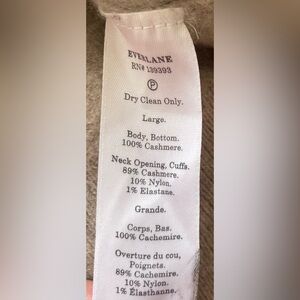 EVERLANE
RN# 139393
P
Dry Clean Only.
Large.
Body, Bottom.
100% Cashmere.
Neck Opening, Cuffs.
89% Cashmere.
10% Nylon.
1% Elastane.
Grande.
Corps, Bas.
100% Cachemire.
Overture du cou,
Poignets.
89% Cachemire.
10% Nylon.
1% Élasthanne.